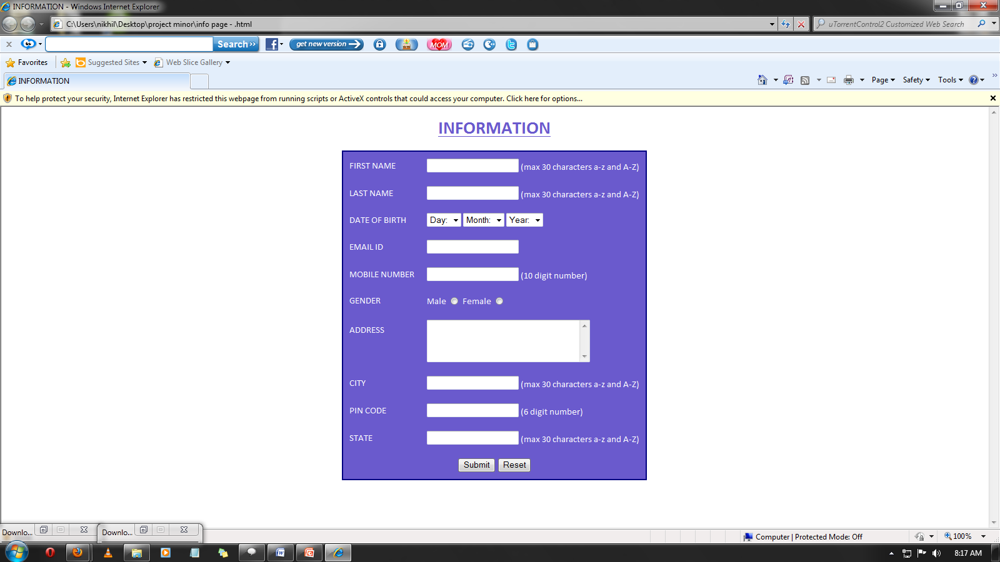 INFORMATION - Windows Internet Explorer
C:\Users\nikhil\Desktop\project minor\info page - .html
uTorrentControl2 Customized Web Search
Search
get new version
MOM
Favorites
Suggested Sites
Web Slice Gallery
INFORMATION
Page
Safety
Tools
To help protect your security, Internet Explorer has restricted this webpage from running scripts or ActiveX controls that could access your computer. Click here for options...
INFORMATION
FIRST NAME (max 30 characters a-z and A-Z)
LAST NAME (max 30 characters a-z and A-Z)
DATE OF BIRTH Day: Month: Year:
EMAIL ID
MOBILE NUMBER (10 digit number)
GENDER Male Female
ADDRESS
CITY (max 30 characters a-z and A-Z)
PIN CODE (6 digit number)
STATE (max 30 characters a-z and A-Z)
Submit Reset
Downlo... Downlo...
Computer | Protected Mode: Off
100%
8:17 AM